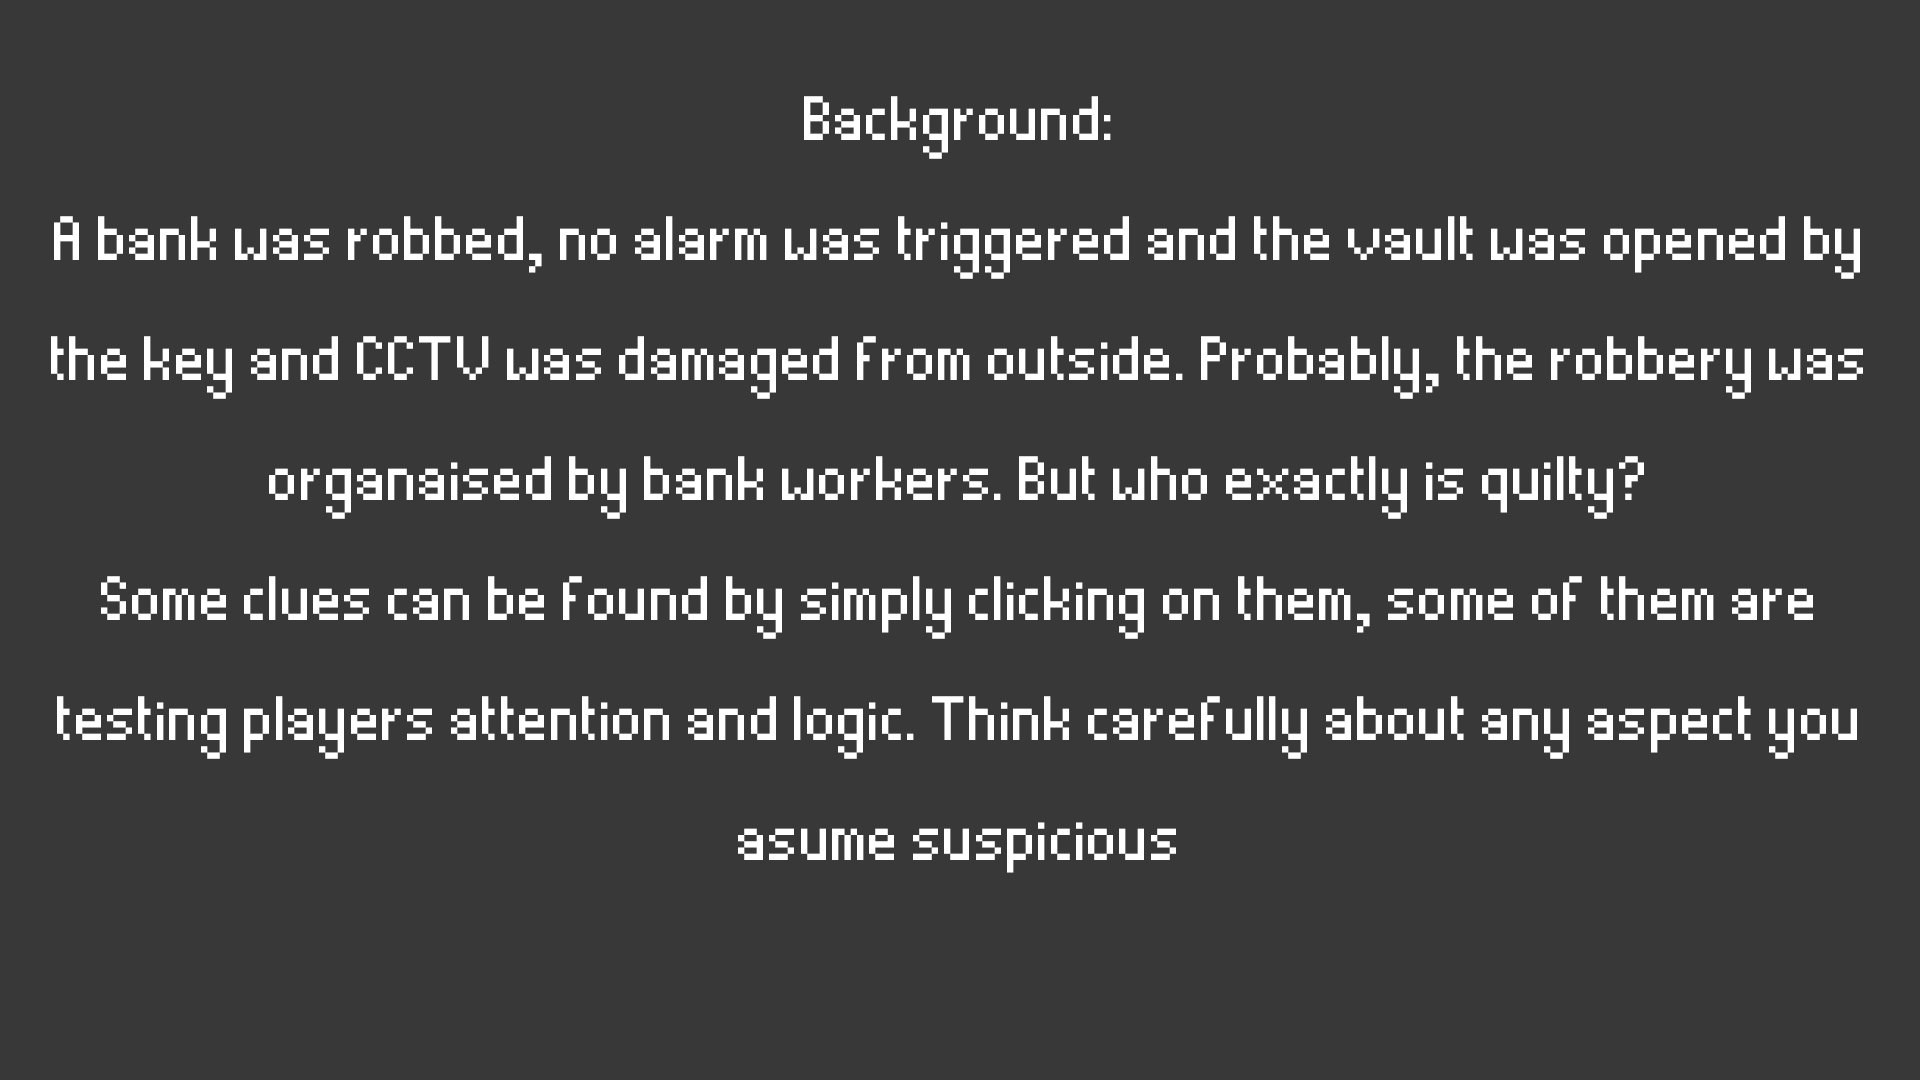 Background:
A bank was robbed, no alarm was triggered and the vault was opened by
the key and CCTV was damaged from outside. Probably, the robbery was
organaised by bank workers. But who exactly is quilty?
Some clues can be found by simply clicking on them, some of them are
testing players attention and logic. Think carefully about any aspect you
asume suspicious